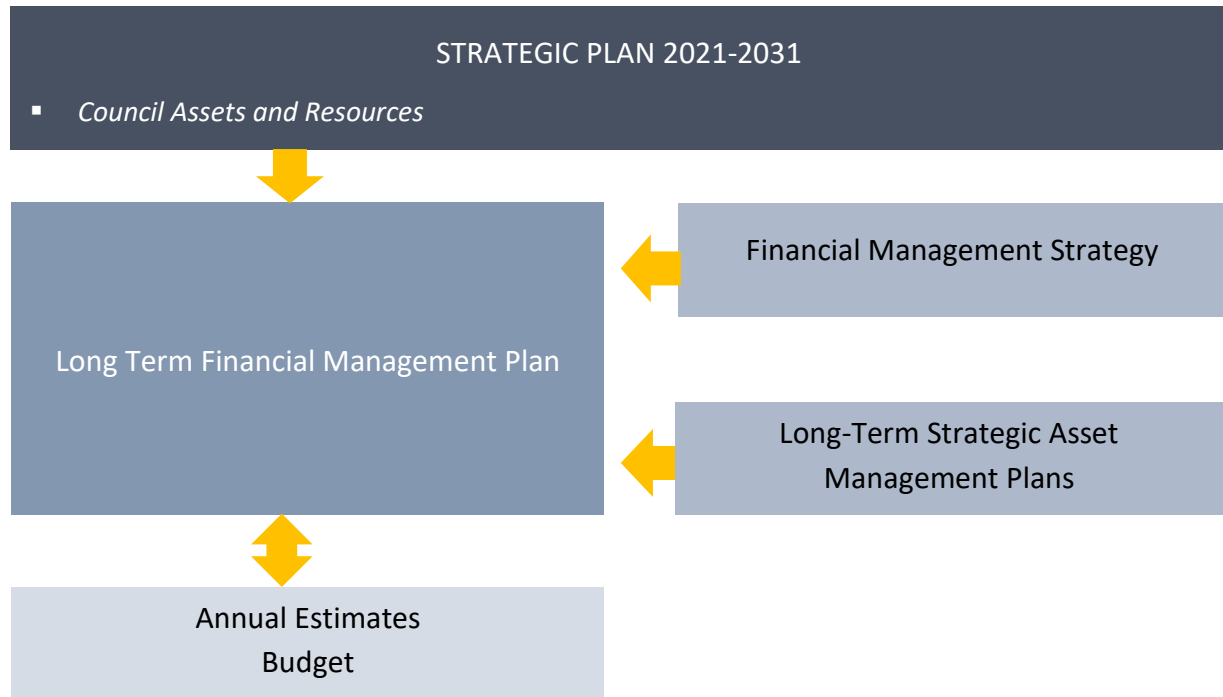 STRATEGIC PLAN 2021-2031
▪ Council Assets and Resources
Financial Management Strategy
Long Term Financial Management Plan
Long-Term Strategic Asset
Management Plans
Annual Estimates
Budget